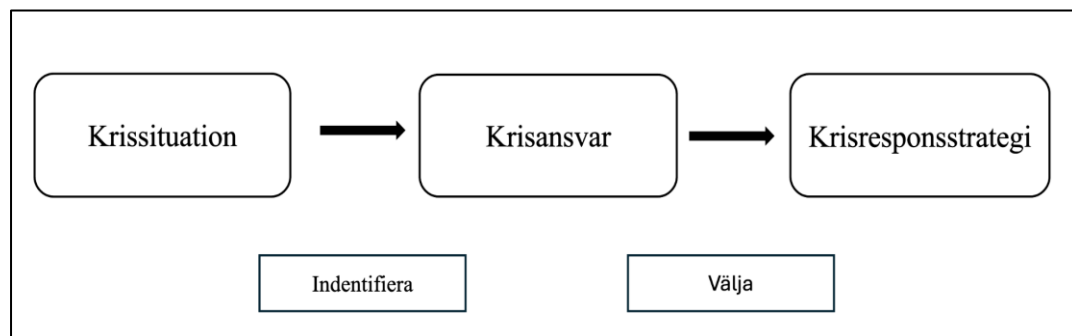 Krissituation
Krisansvar
Krisresponsstrategi
Indentifiera
Välja